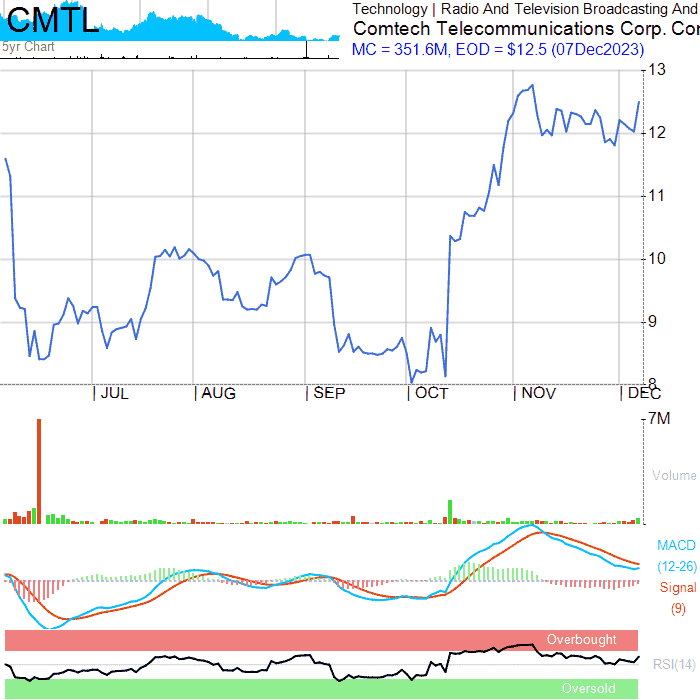 CMTL
5yr Chart
Technology | Radio And Television Broadcasting And
Comtech Telecommunications Corp. Cor
MC = 351.6M, EOD = $12.5 (07Dec2023)
13
12
11
10
9
8
JUL AUG SEP OCT NOV DEC
7M
Volume
MACD
(12-26)
Signal
(9)
Overbought
RSI(14)
Oversold